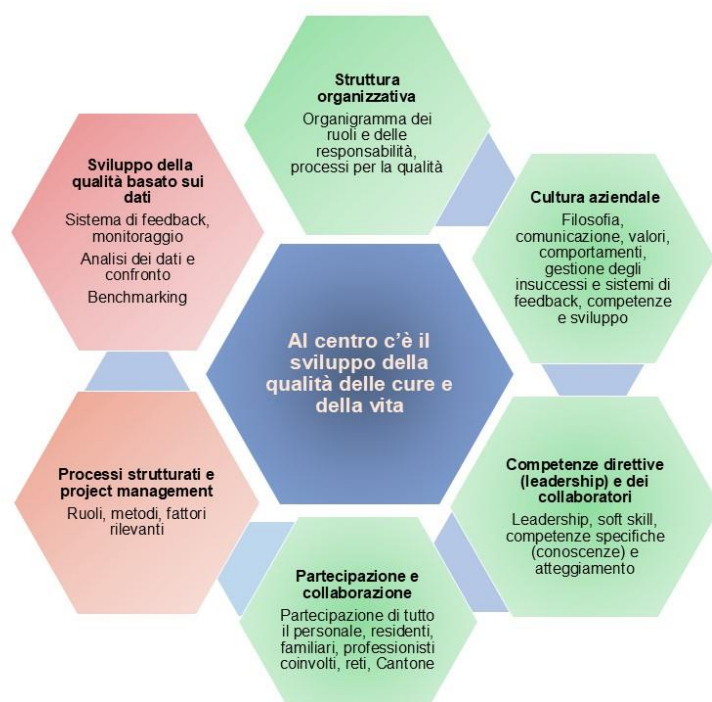 Struttura
organizzativa
Organigramma dei
ruoli e delle
responsabilità,
processi per la qualità
Sviluppo della
qualità basato sui
dati
Sistema di feedback,
monitoraggio
Analisi dei dati e
confronto
Benchmarking
Cultura aziendale
Filosofia,
comunicazione, valori,
comportamenti,
gestione degli
insuccessi e sistemi di
feedback, competenze
e sviluppo
Al centro c'è il
sviluppo della
qualità delle cure e
della vita
Processi strutturati e
project management
Ruoli, metodi, fattori
rilevanti
Competenze direttive
(leadership) e dei
collaboratori
Leadership, soft skill,
competenze specifiche
(conoscenze) e
atteggiamento
Partecipazione e
collaborazione
Partecipazione di tutto
il personale, residenti,
familiari, professionisti
coinvolti, reti, Cantone